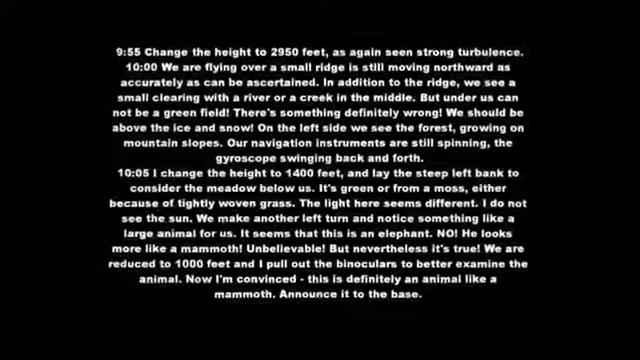 9:55 Change the height to 2950 feet, as again seen strong turbulence.
10:00 We are flying over a small ridge is still moving northward as
accurately as can be ascertained. In addition to the ridge, we see a
small clearing with a river or a creek in the middle. But under us can
not be a green field! There's something definitely wrong! We should be
above the ice and snow! On the left side we see the forest, growing on
mountain slopes. Our navigation instruments are still spinning, the
gyroscope swinging back and forth.
10:05 I change the height to 1400 feet, and lay the steep left bank to
consider the meadow below us. It's green or from a moss, either
because of tightly woven grass. The light here seems different. I do not
see the sun. We make another left turn and notice something like a
large animal for us. It seems that this is an elephant. NO! He looks
more like a mammoth! Unbelievable! But nevertheless it's true! We are
reduced to 1000 feet and I pull out the binoculars to better examine the
animal. Now I'm convinced - this is definitely an animal like a
mammoth. Announce it to the base.